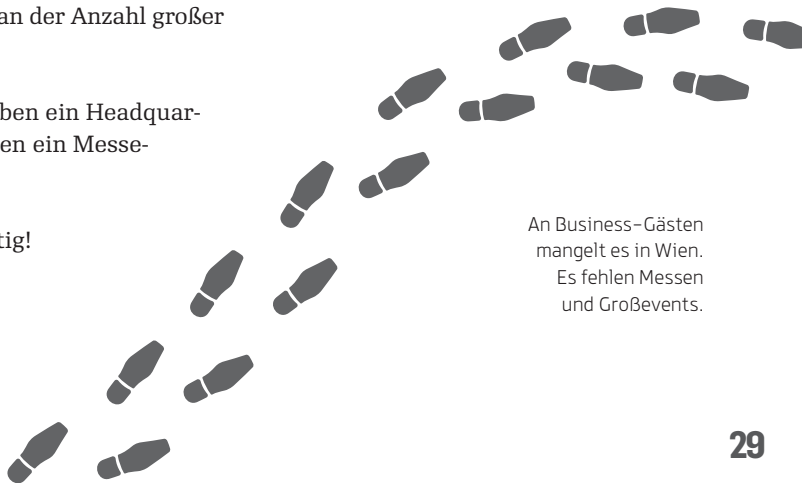 an der Anzahl großer
ben ein Headquar-
en ein Messe-
tig!
An Business-Gästen
mangelt es in Wien.
Es fehlen Messen
und Großevents.
29